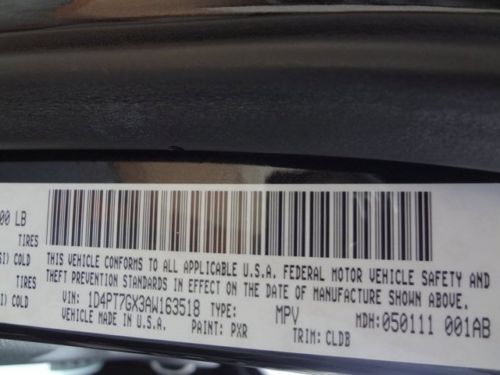 00 LB
TIRES
SI) COLD
TIRES
SI) COLD
THIS VEHICLE CONFORMS TO ALL APPLICABLE U.S.A. FEDERAL MOTOR VEHICLE SAFETY AND
THEFT PREVENTION STANDARDS IN EFFECT ON THE DATE OF MANUFACTURE SHOWN ABOVE.
VIN: 1D4PT7GX3AW163518 TYPE: MPV MDH: 050111 001AB
VEHICLE MADE IN U.S.A. PAINT: PXR TRIM: CLDB